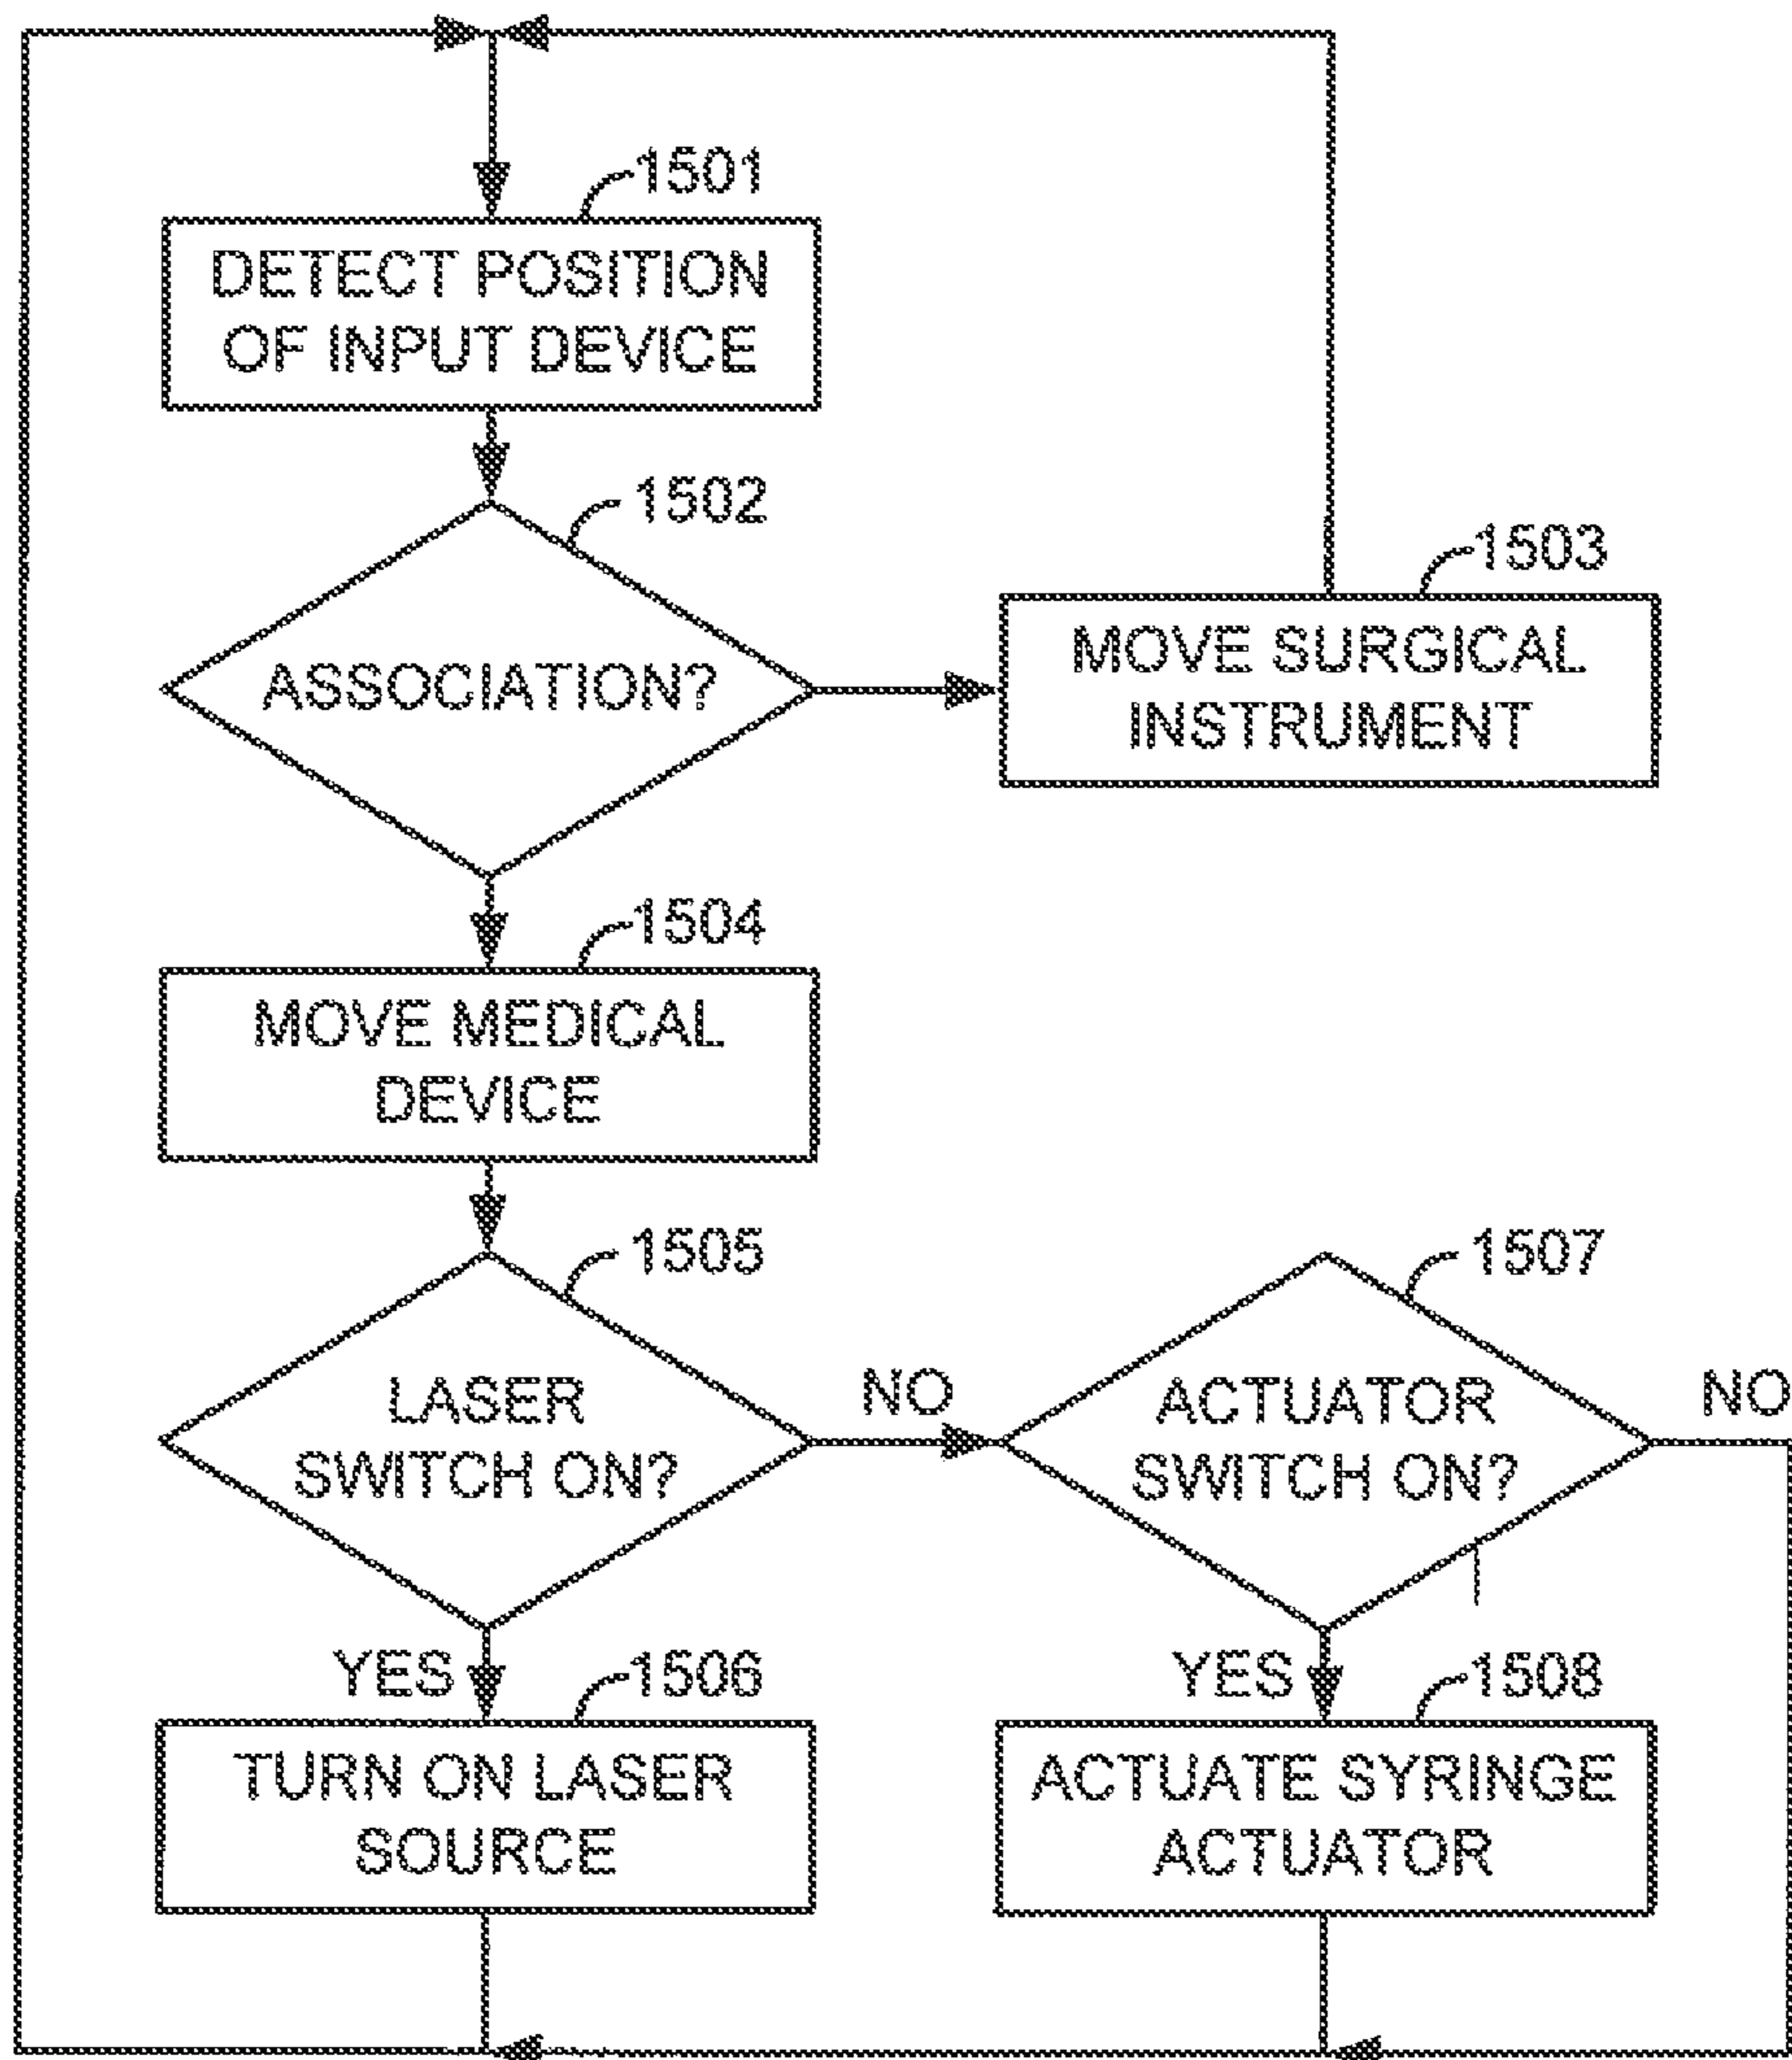 1501
DETECT POSITION
OF INPUT DEVICE
1502
ASSOCIATION?
1503
MOVE SURGICAL
INSTRUMENT
1504
MOVE MEDICAL
DEVICE
1505
LASER
SWITCH ON?
NO
1507
ACTUATOR
SWITCH ON?
NO
YES
1506
TURN ON LASER
SOURCE
YES
1508
ACTUATE SYRINGE
ACTUATOR